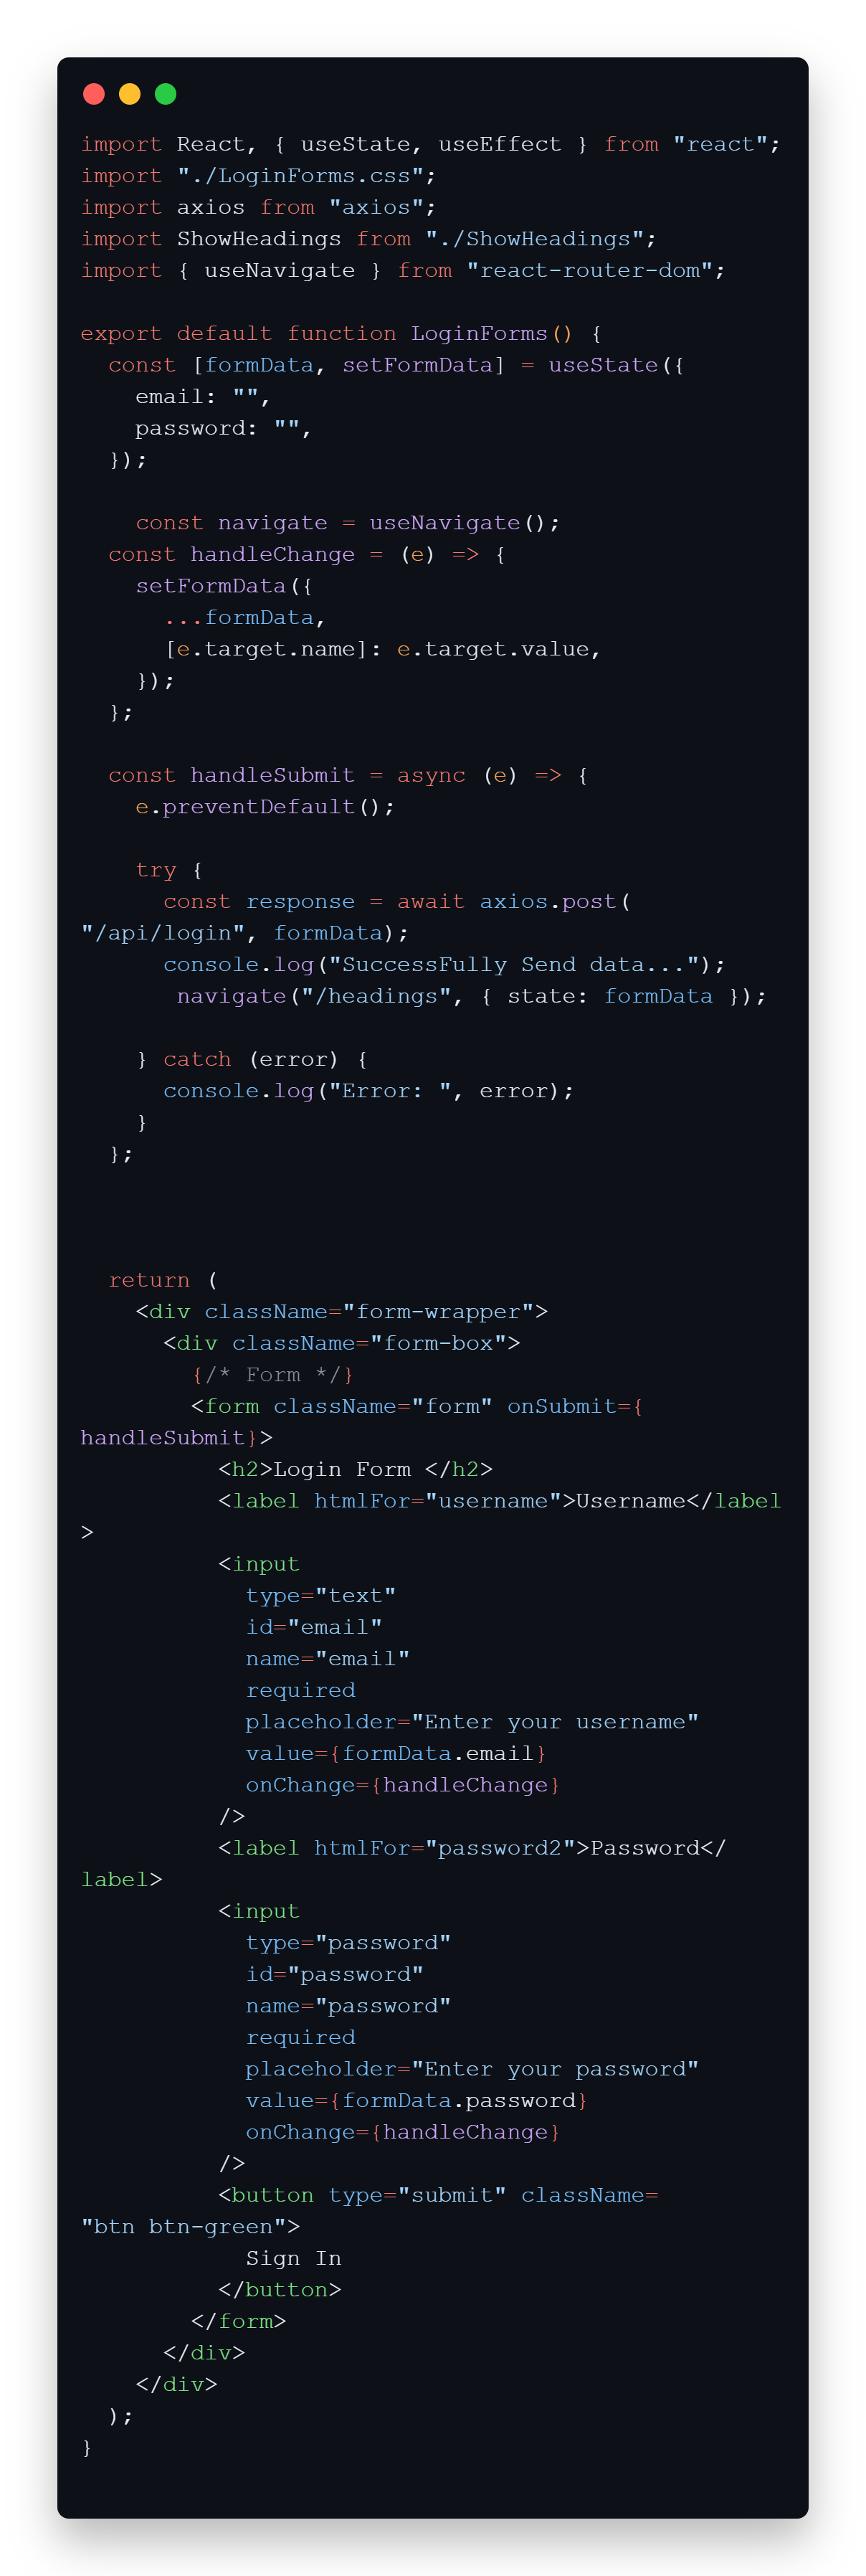 import React, { useState, useEffect } from "react";
import "./LoginForms.css";
import axios from "axios";
import ShowHeadings from "./ShowHeadings";
import { useNavigate } from "react-router-dom";

export default function LoginForms() {
  const [formData, setFormData] = useState({
    email: "",
    password: "",
  });

    const navigate = useNavigate();
  const handleChange = (e) => {
    setFormData({
      ...formData,
      [e.target.name]: e.target.value,
    });
  };

  const handleSubmit = async (e) => {
    e.preventDefault();

    try {
      const response = await axios.post(
"/api/login", formData);
      console.log("SuccessFully Send data...");
       navigate("/headings", { state: formData });

    } catch (error) {
      console.log("Error: ", error);
    }
  };



  return (
    <div className="form-wrapper">
      <div className="form-box">
        {/* Form */}
        <form className="form" onSubmit={
handleSubmit}>
          <h2>Login Form </h2>
          <label htmlFor="username">Username</label
>
          <input
            type="text"
            id="email"
            name="email"
            required
            placeholder="Enter your username"
            value={formData.email}
            onChange={handleChange}
          />
          <label htmlFor="password2">Password</
label>
          <input
            type="password"
            id="password"
            name="password"
            required
            placeholder="Enter your password"
            value={formData.password}
            onChange={handleChange}
          />
          <button type="submit" className=
"btn btn-green">
            Sign In
          </button>
        </form>
      </div>
    </div>
  );
}